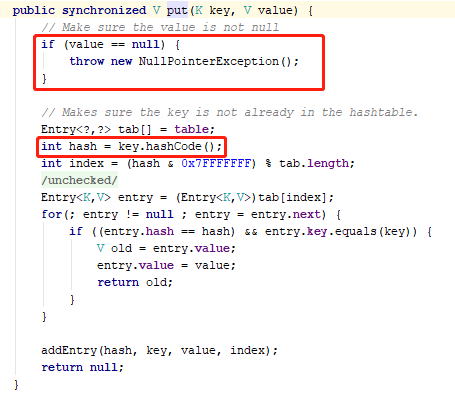 public synchronized V put(K key, V value) {
    // Make sure the value is not null
    if (value == null) {
        throw new NullPointerException();
    }

    // Makes sure the key is not already in the hashtable.
    Entry<?,?> tab[] = table;
    int hash = key.hashCode();
    int index = (hash & 0x7FFFFFFF) % tab.length;
    /unchecked/
    Entry<K,V> entry = (Entry<K,V>)tab[index];
    for(; entry != null ; entry = entry.next) {
        if ((entry.hash == hash) && entry.key.equals(key)) {
            V old = entry.value;
            entry.value = value;
            return old;
        }
    }

    addEntry(hash, key, value, index);
    return null;
}